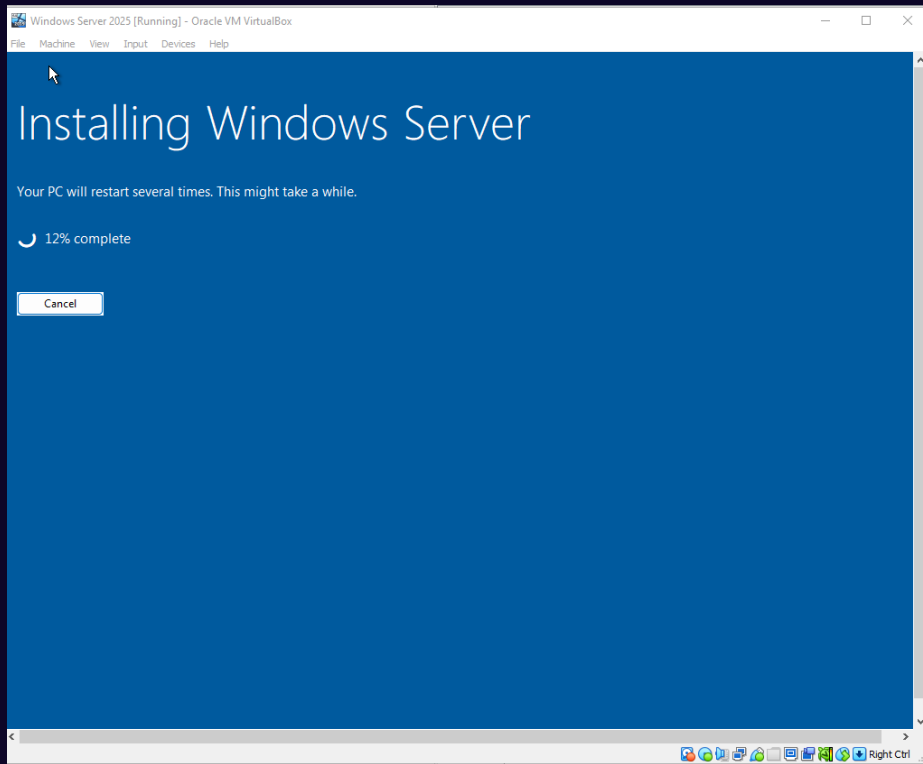 Windows Server 2025 [Running] - Oracle VM VirtualBox
File Machine View Input Devices Help
Installing Windows Server
Your PC will restart several times. This might take a while.
12% complete
Cancel
Right Ctrl